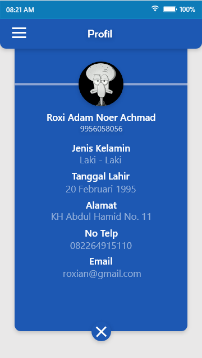 08:21 AM 100%
Profil
Roxi Adam Noer Achmad
9956058056
Jenis Kelamin
Laki - Laki
Tanggal Lahir
20 Februari 1995
Alamat
KH Abdul Hamid No. 11
No Telp
082264915110
Email
roxian@gmail.com